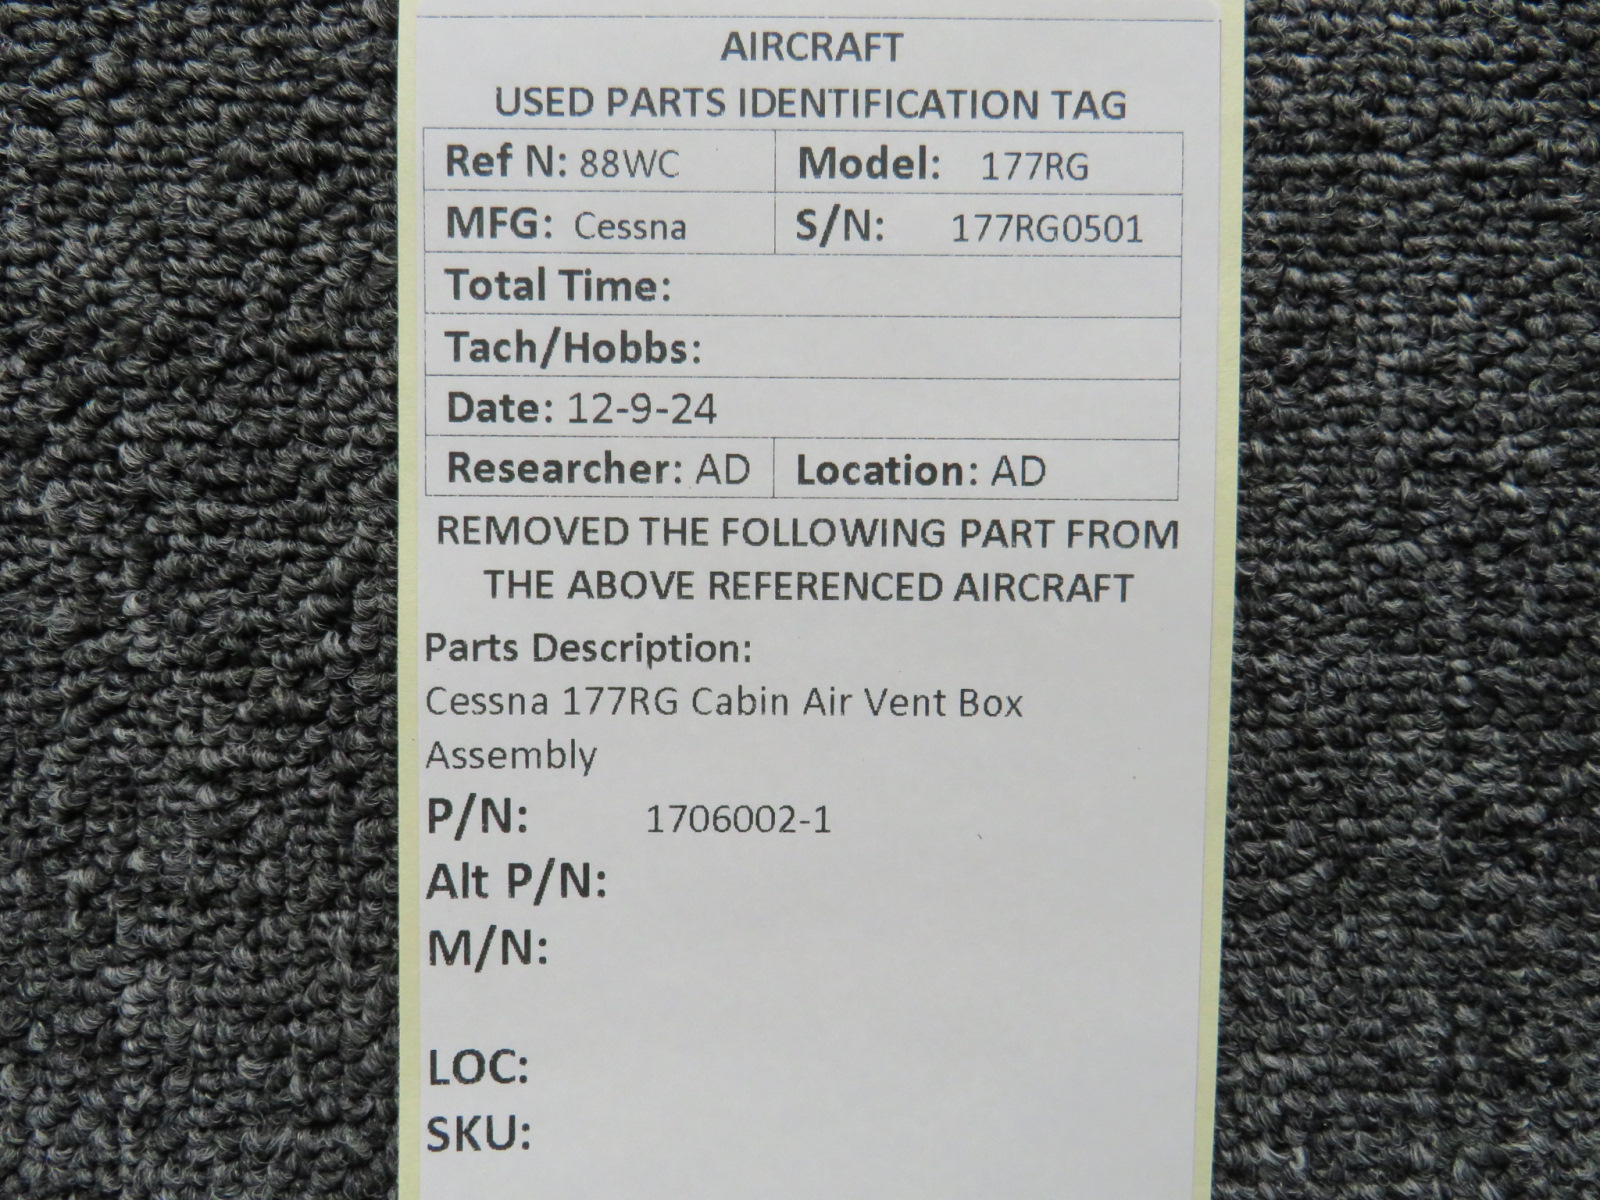 AIRCRAFT
USED PARTS IDENTIFICATION TAG
Ref N: 88WC Model: 177RG
MFG: Cessna S/N: 177RG0501
Total Time:
Tach/Hobbs:
Date: 12-9-24
Researcher: AD Location: AD
REMOVED THE FOLLOWING PART FROM
THE ABOVE REFERENCED AIRCRAFT
Parts Description:
Cessna 177RG Cabin Air Vent Box
Assembly
P/N: 1706002-1
Alt P/N:
M/N:
LOC:
SKU: